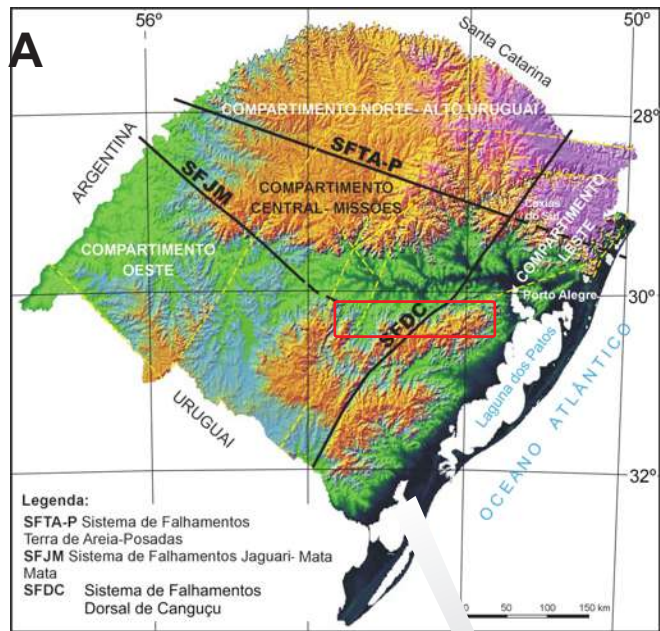 A
56°
50°
Santa Catarina
28°
COMPARTIMENTO NORTE- ALTO URUGUAI
ARGENTINA
SFTA-P
SFJM
COMPARTIMENTO
CENTRAL- MISSÕES
Caxias
do Sul
COMPARTIMENTO
LESTE
COMPARTIMENTO
OESTE
Porto Alegre
30°
SFDC
Laguna dos Patos
URUGUAI
OCEANO ATLÂNTICO
32°
Legenda:
SFTA-P Sistema de Falhamentos
Terra de Areia-Posadas
SFJM Sistema de Falhamentos Jaguari- Mata
Mata
SFDC Sistema de Falhamentos
Dorsal de Canguçu
0 50 100 150 km